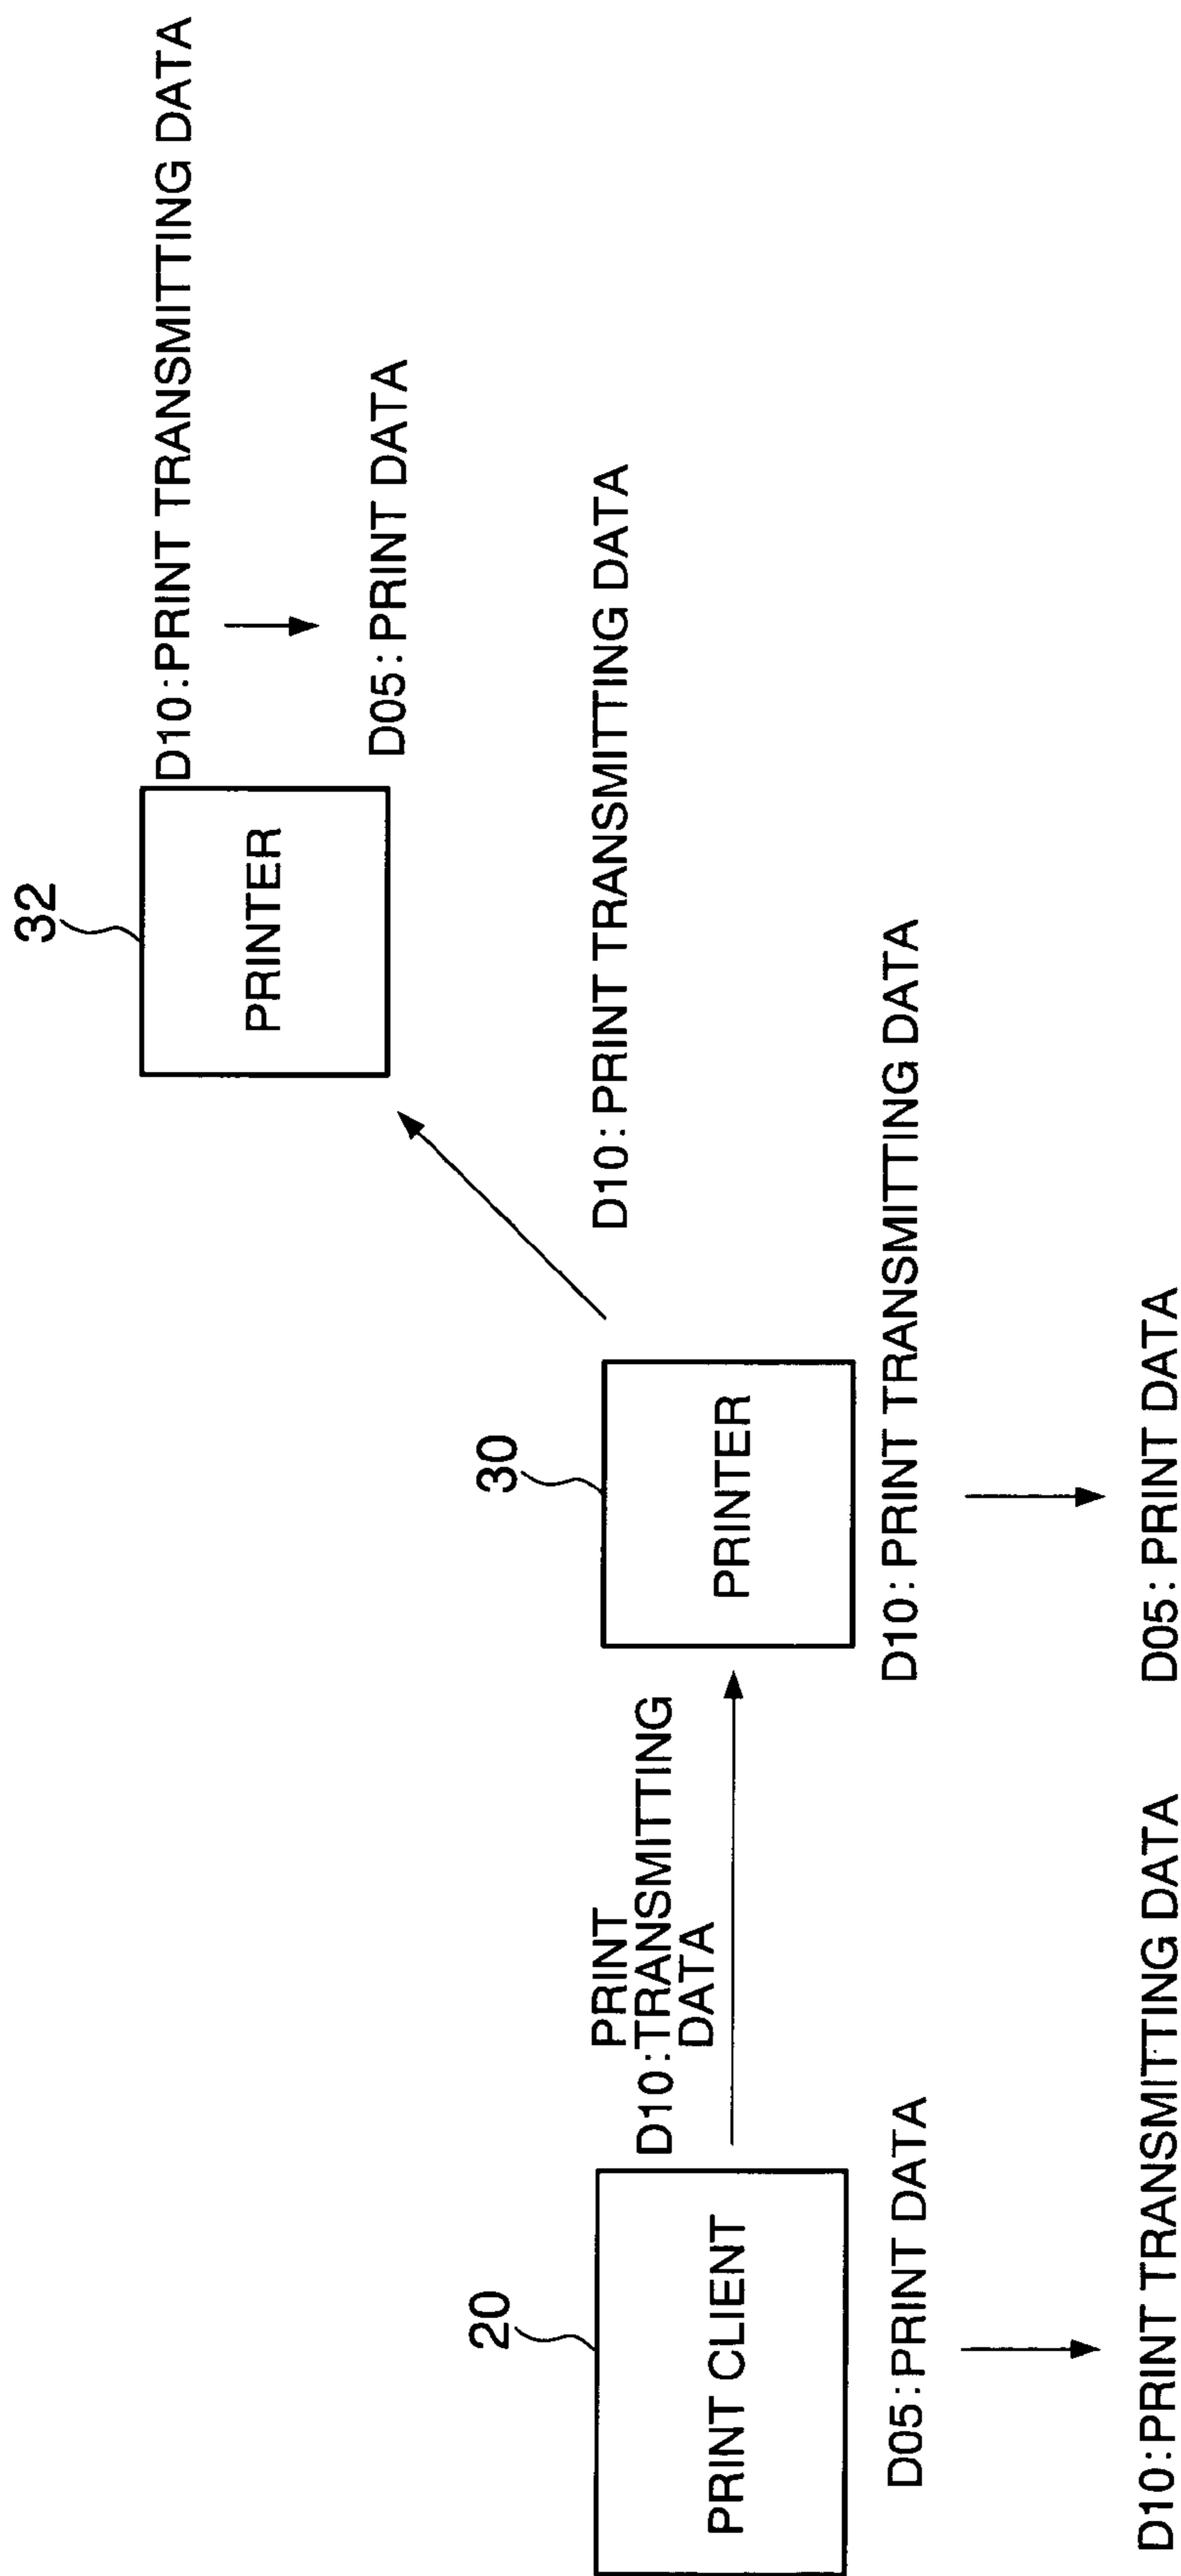 32
PRINTER
D10:PRINT TRANSMITTING DATA
D05:PRINT DATA
D10:PRINT TRANSMITTING DATA
20
PRINT CLIENT
PRINT
D10:TRANSMITTING
DATA
30
PRINTER
D05:PRINT DATA
D10:PRINT TRANSMITTING DATA
D10:PRINT TRANSMITTING DATA
D05:PRINT DATA